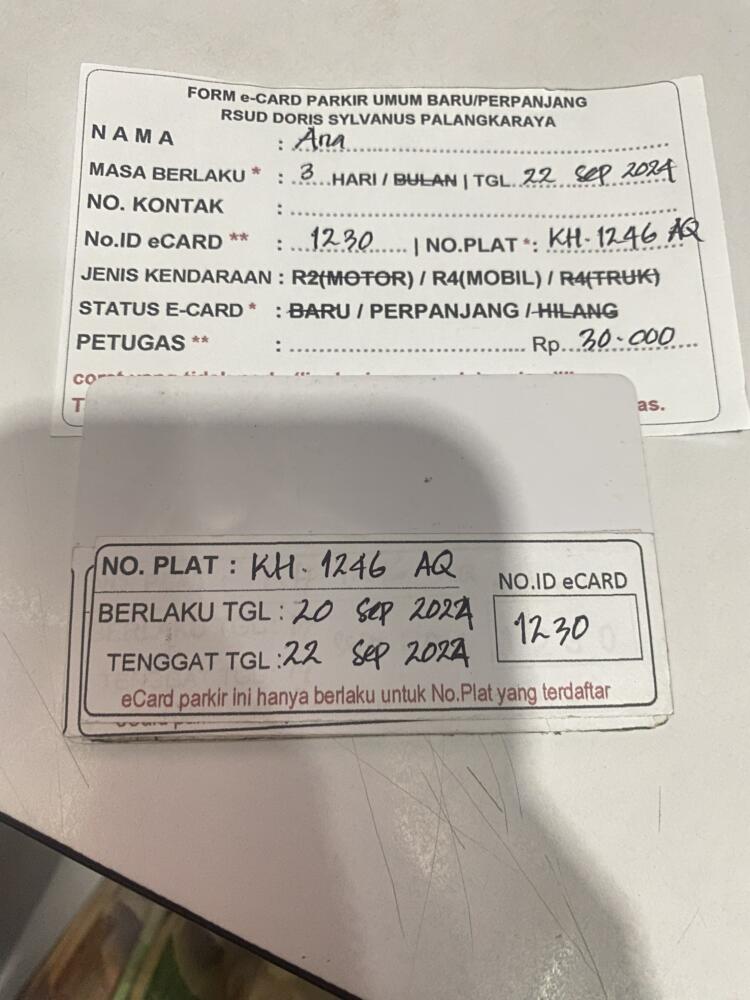 FORM e-CARD PARKIR UMUM BARU/PERPANJANG
RSUD DORIS SYLVANUS PALANGKARAYA
NAMA : Ana
MASA BERLAKU * : 3 HARI / BULAN | TGL. 22 SEP 2024
NO. KONTAK :
No.ID eCARD ** : 1230 | NO.PLAT *: KH. 1246 AQ
JENIS KENDARAAN : R2(MOTOR) / R4(MOBIL) / R4(TRUK)
STATUS E-CARD * : BARU / PERPANJANG / HILANG
PETUGAS ** : Rp. 30.000
as.
NO. PLAT : KH. 1246 AQ
BERLAKU TGL : 20 SEP 2024
NO.ID eCARD
1230
TENGGAT TGL : 22 SEP 2024
eCard parkir ini hanya berlaku untuk No.Plat yang terdaftar